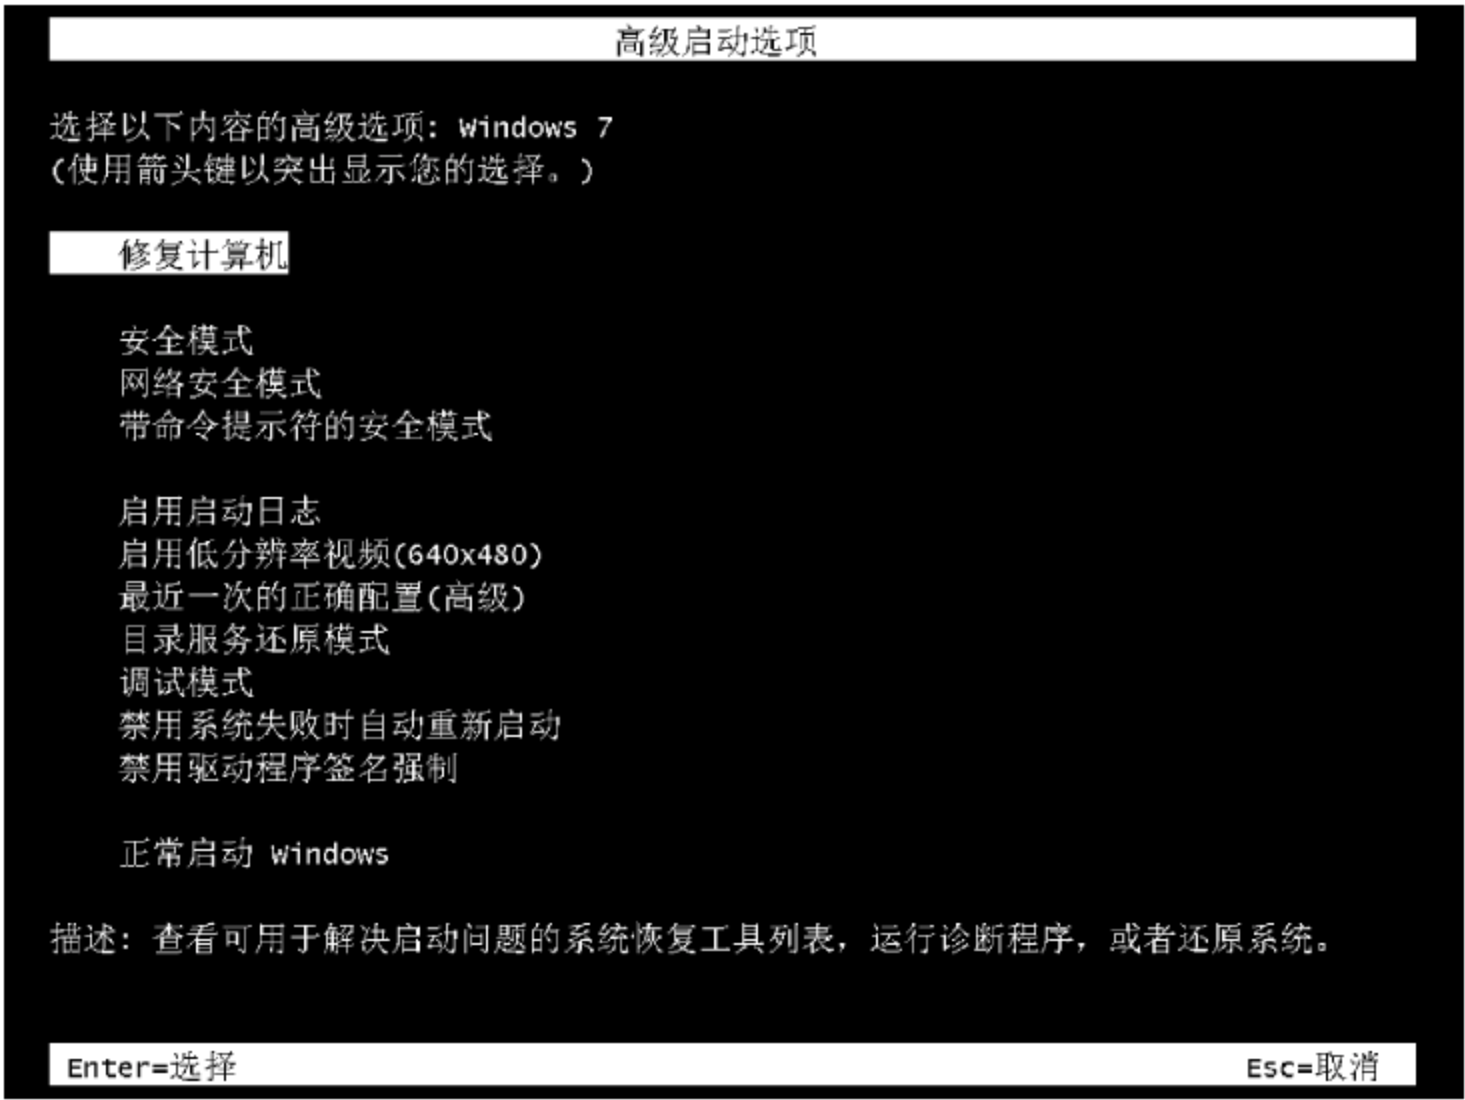 高级启动选项
选择以下内容的高级选项: Windows 7
(使用箭头键以突出显示您的选择。)
修复计算机
安全模式
网络安全模式
带命令提示符的安全模式
启用启动日志
启用低分辨率视频(640x480)
最近一次的正确配置(高级)
目录服务还原模式
调试模式
禁用系统失败时自动重新启动
禁用驱动程序签名强制
正常启动 Windows
描述: 查看可用于解决启动问题的系统恢复工具列表，运行诊断程序，或者还原系统。
Enter=选择 Esc=取消